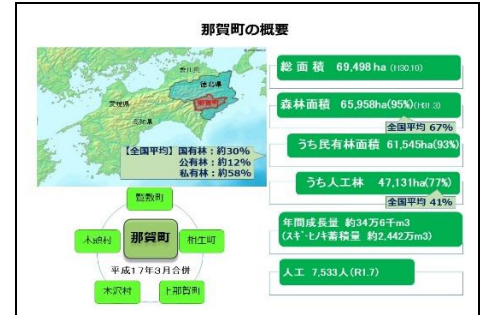 那賀町の概要
香川県
徳島県
那賀町
愛媛県
高知県
【全国平均】国有林：約30%
公有林：約12%
私有林：約58%
鷲敷町
木頭村
那賀町
相生町
平成17年3月合併
木沢村
上那賀町
総面積 69,498 ha (H30.10)
森林面積 65,958ha(95%)(H31.3)
全国平均 67%
うち民有林面積 61,545ha(93%)
うち人工林 47,131ha(77%)
全国平均 41%
年間成長量 約34万6千m3
(スギ・ヒノキ蓄積量 約2,442万m3)
人工 7,533人(R1.7)